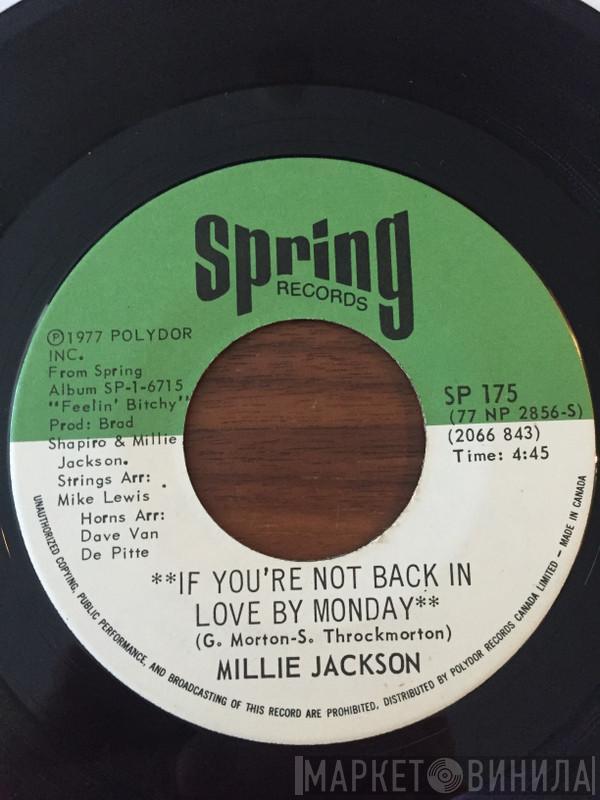 Spring
RECORDS
Ⓟ1977 POLYDOR
INC.
From Spring
Album SP-1-6715
"Feelin' Bitchy"
Prod: Brad
Shapiro & Millie
Jackson.
Strings Arr:
Mike Lewis
Horns Arr:
Dave Van
De Pitte
SP 175
(77 NP 2856-S)
(2066 843)
Time: 4:45
**IF YOU'RE NOT BACK IN
LOVE BY MONDAY**
(G. Morton-S. Throckmorton)
MILLIE JACKSON
UNAUTHORIZED COPYING, PUBLIC PERFORMANCE, AND BROADCASTING OF THIS RECORD ARE PROHIBITED, DISTRIBUTED BY POLYDOR RECORDS CANADA LIMITED — MADE IN CANADA
МАРКЕТ ВИНИЛА